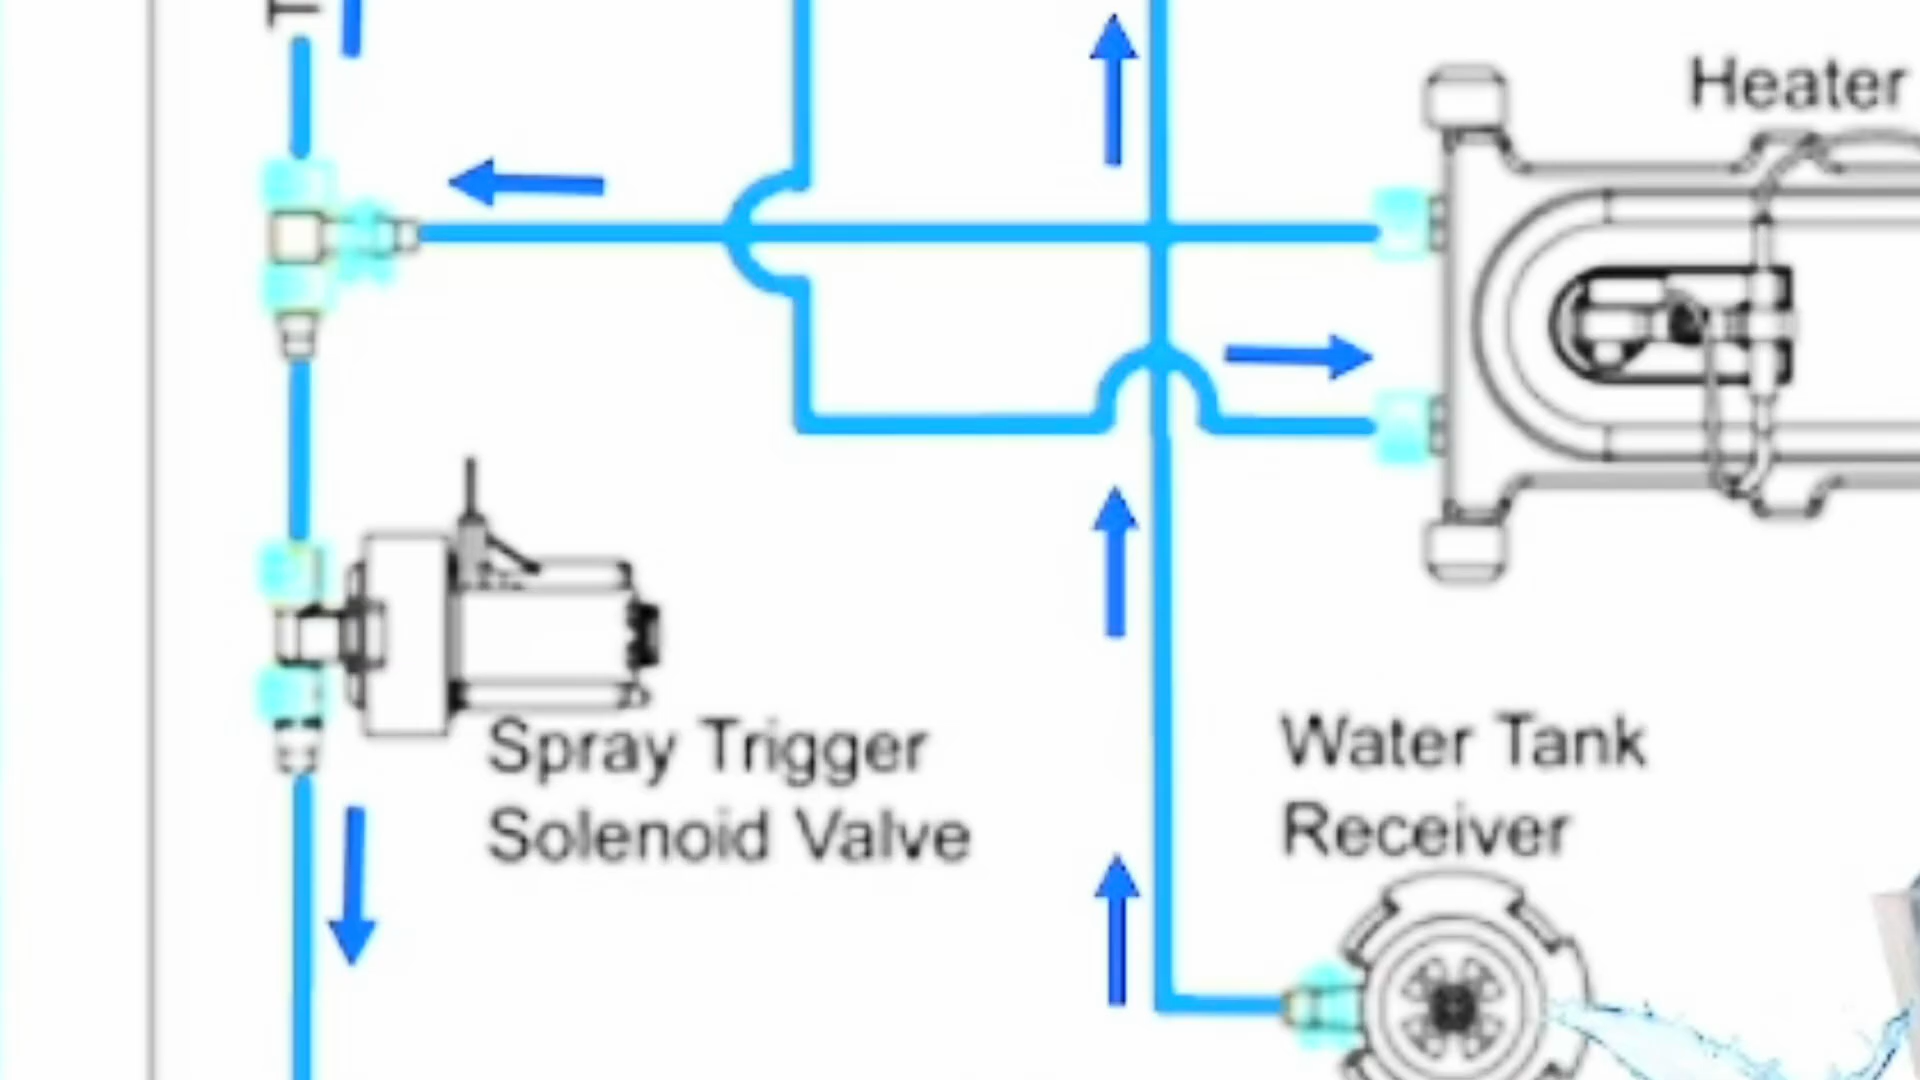 Heater
Spray Trigger
Solenoid Valve
Water Tank
Receiver